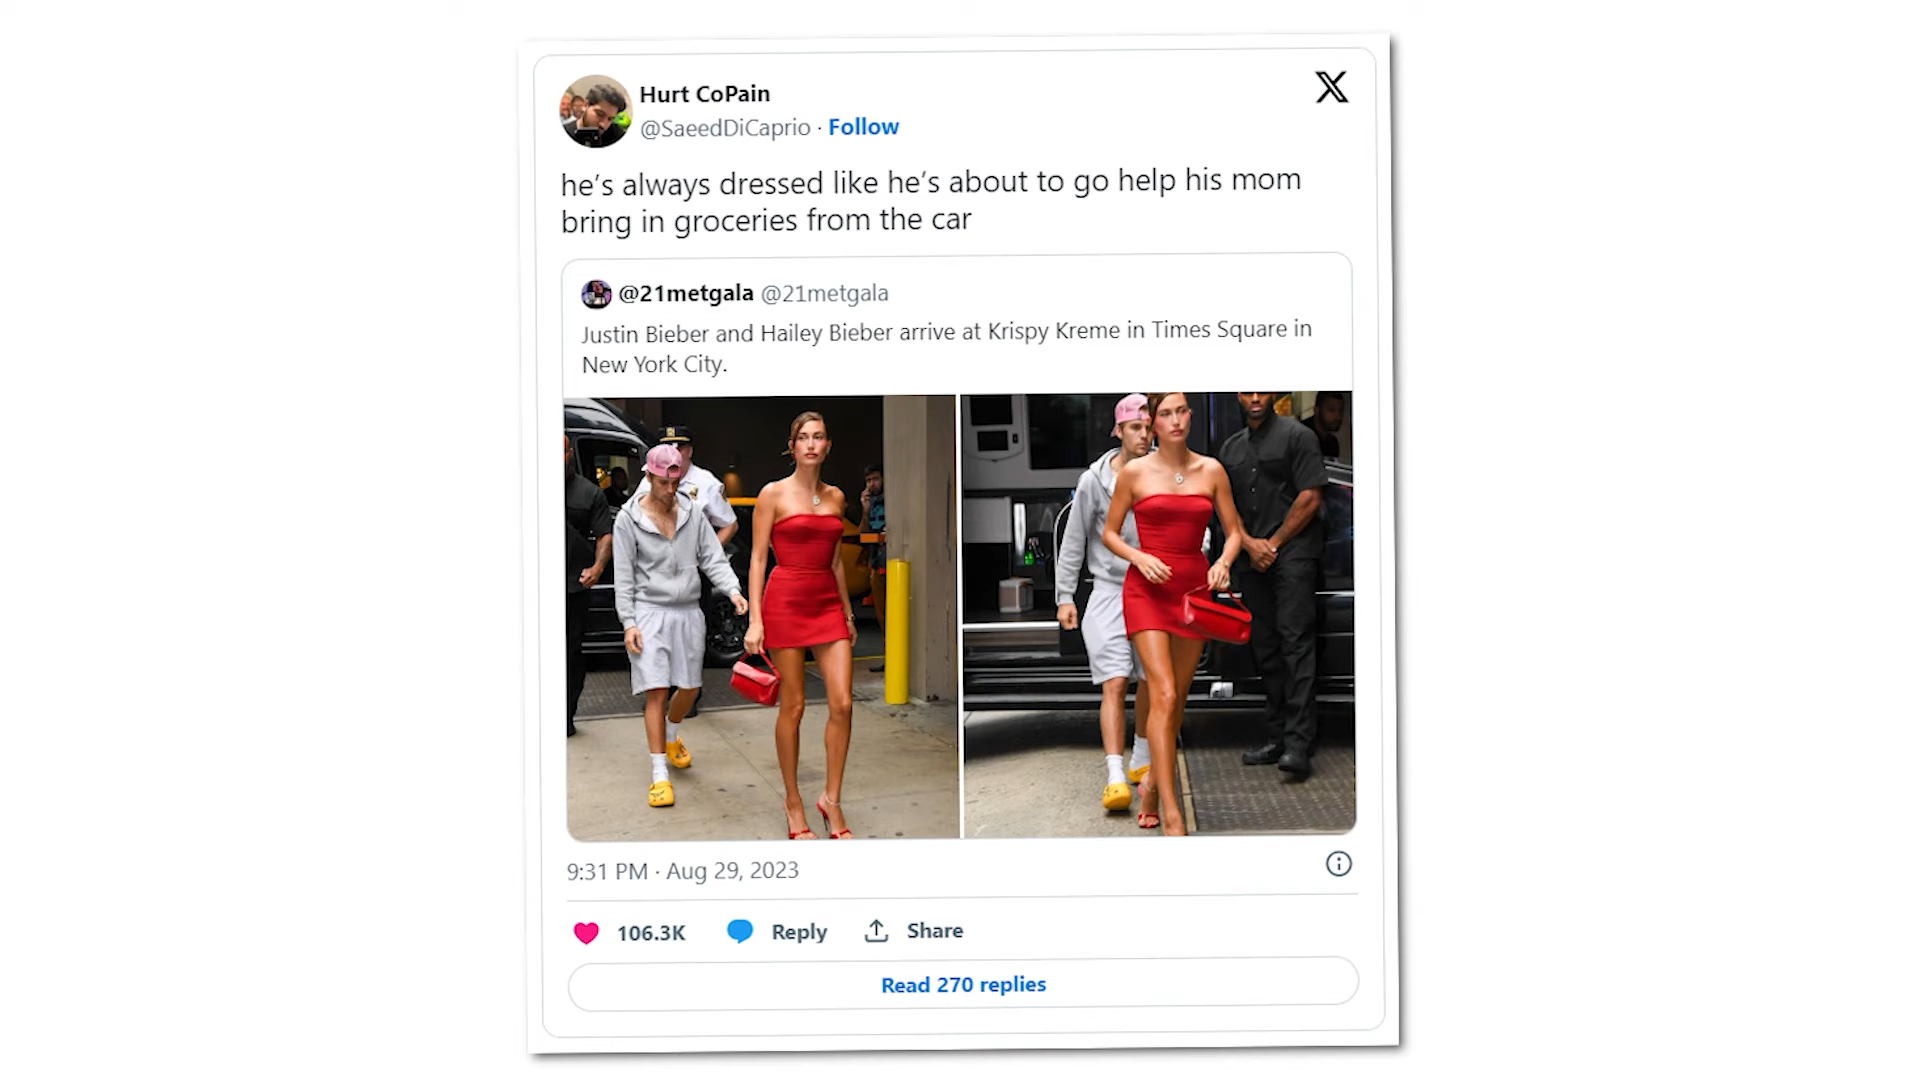 Hurt CoPain
@SaeedDiCaprio · Follow
he's always dressed like he's about to go help his mom
bring in groceries from the car
@21metgala @21metgala
Justin Bieber and Hailey Bieber arrive at Krispy Kreme in Times Square in
New York City.
9:31 PM · Aug 29, 2023
106.3K Reply Share
Read 270 replies